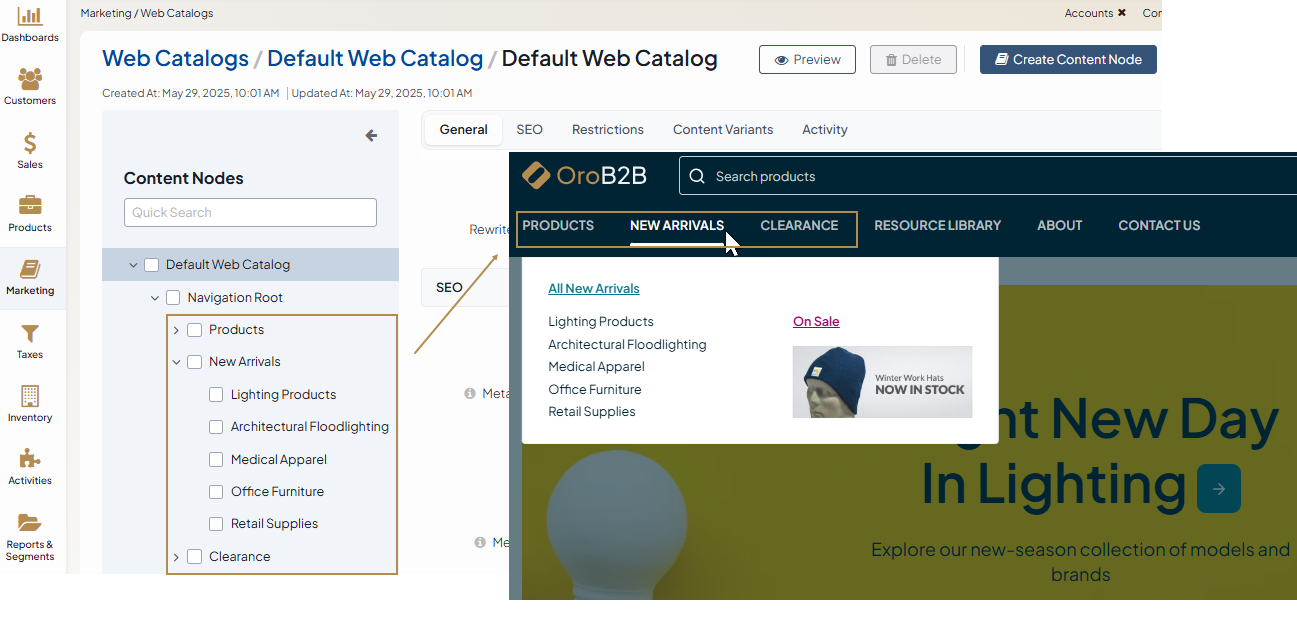 Dashboards
Customers
Sales
Products
Marketing
Taxes
Inventory
Activities
Reports &
Segments
Marketing / Web Catalogs
Accounts ✖ Cor
Web Catalogs / Default Web Catalog / Default Web Catalog
Preview
Delete
Create Content Node
Created At: May 29, 2025, 10:01 AM | Updated At: May 29, 2025, 10:01 AM
Content Nodes
Quick Search
Default Web Catalog
Navigation Root
Products
New Arrivals
Lighting Products
Architectural Floodlighting
Medical Apparel
Office Furniture
Retail Supplies
Clearance
General SEO Restrictions Content Variants Activity
Rewrite
SEO
Meta
Me
OroB2B
Search products
PRODUCTS NEW ARRIVALS CLEARANCE RESOURCE LIBRARY ABOUT CONTACT US
All New Arrivals
Lighting Products
Architectural Floodlighting
Medical Apparel
Office Furniture
Retail Supplies
On Sale
Winter Work Hats
NOW IN STOCK
ht New Day
In Lighting
Explore our new-season collection of models and
brands